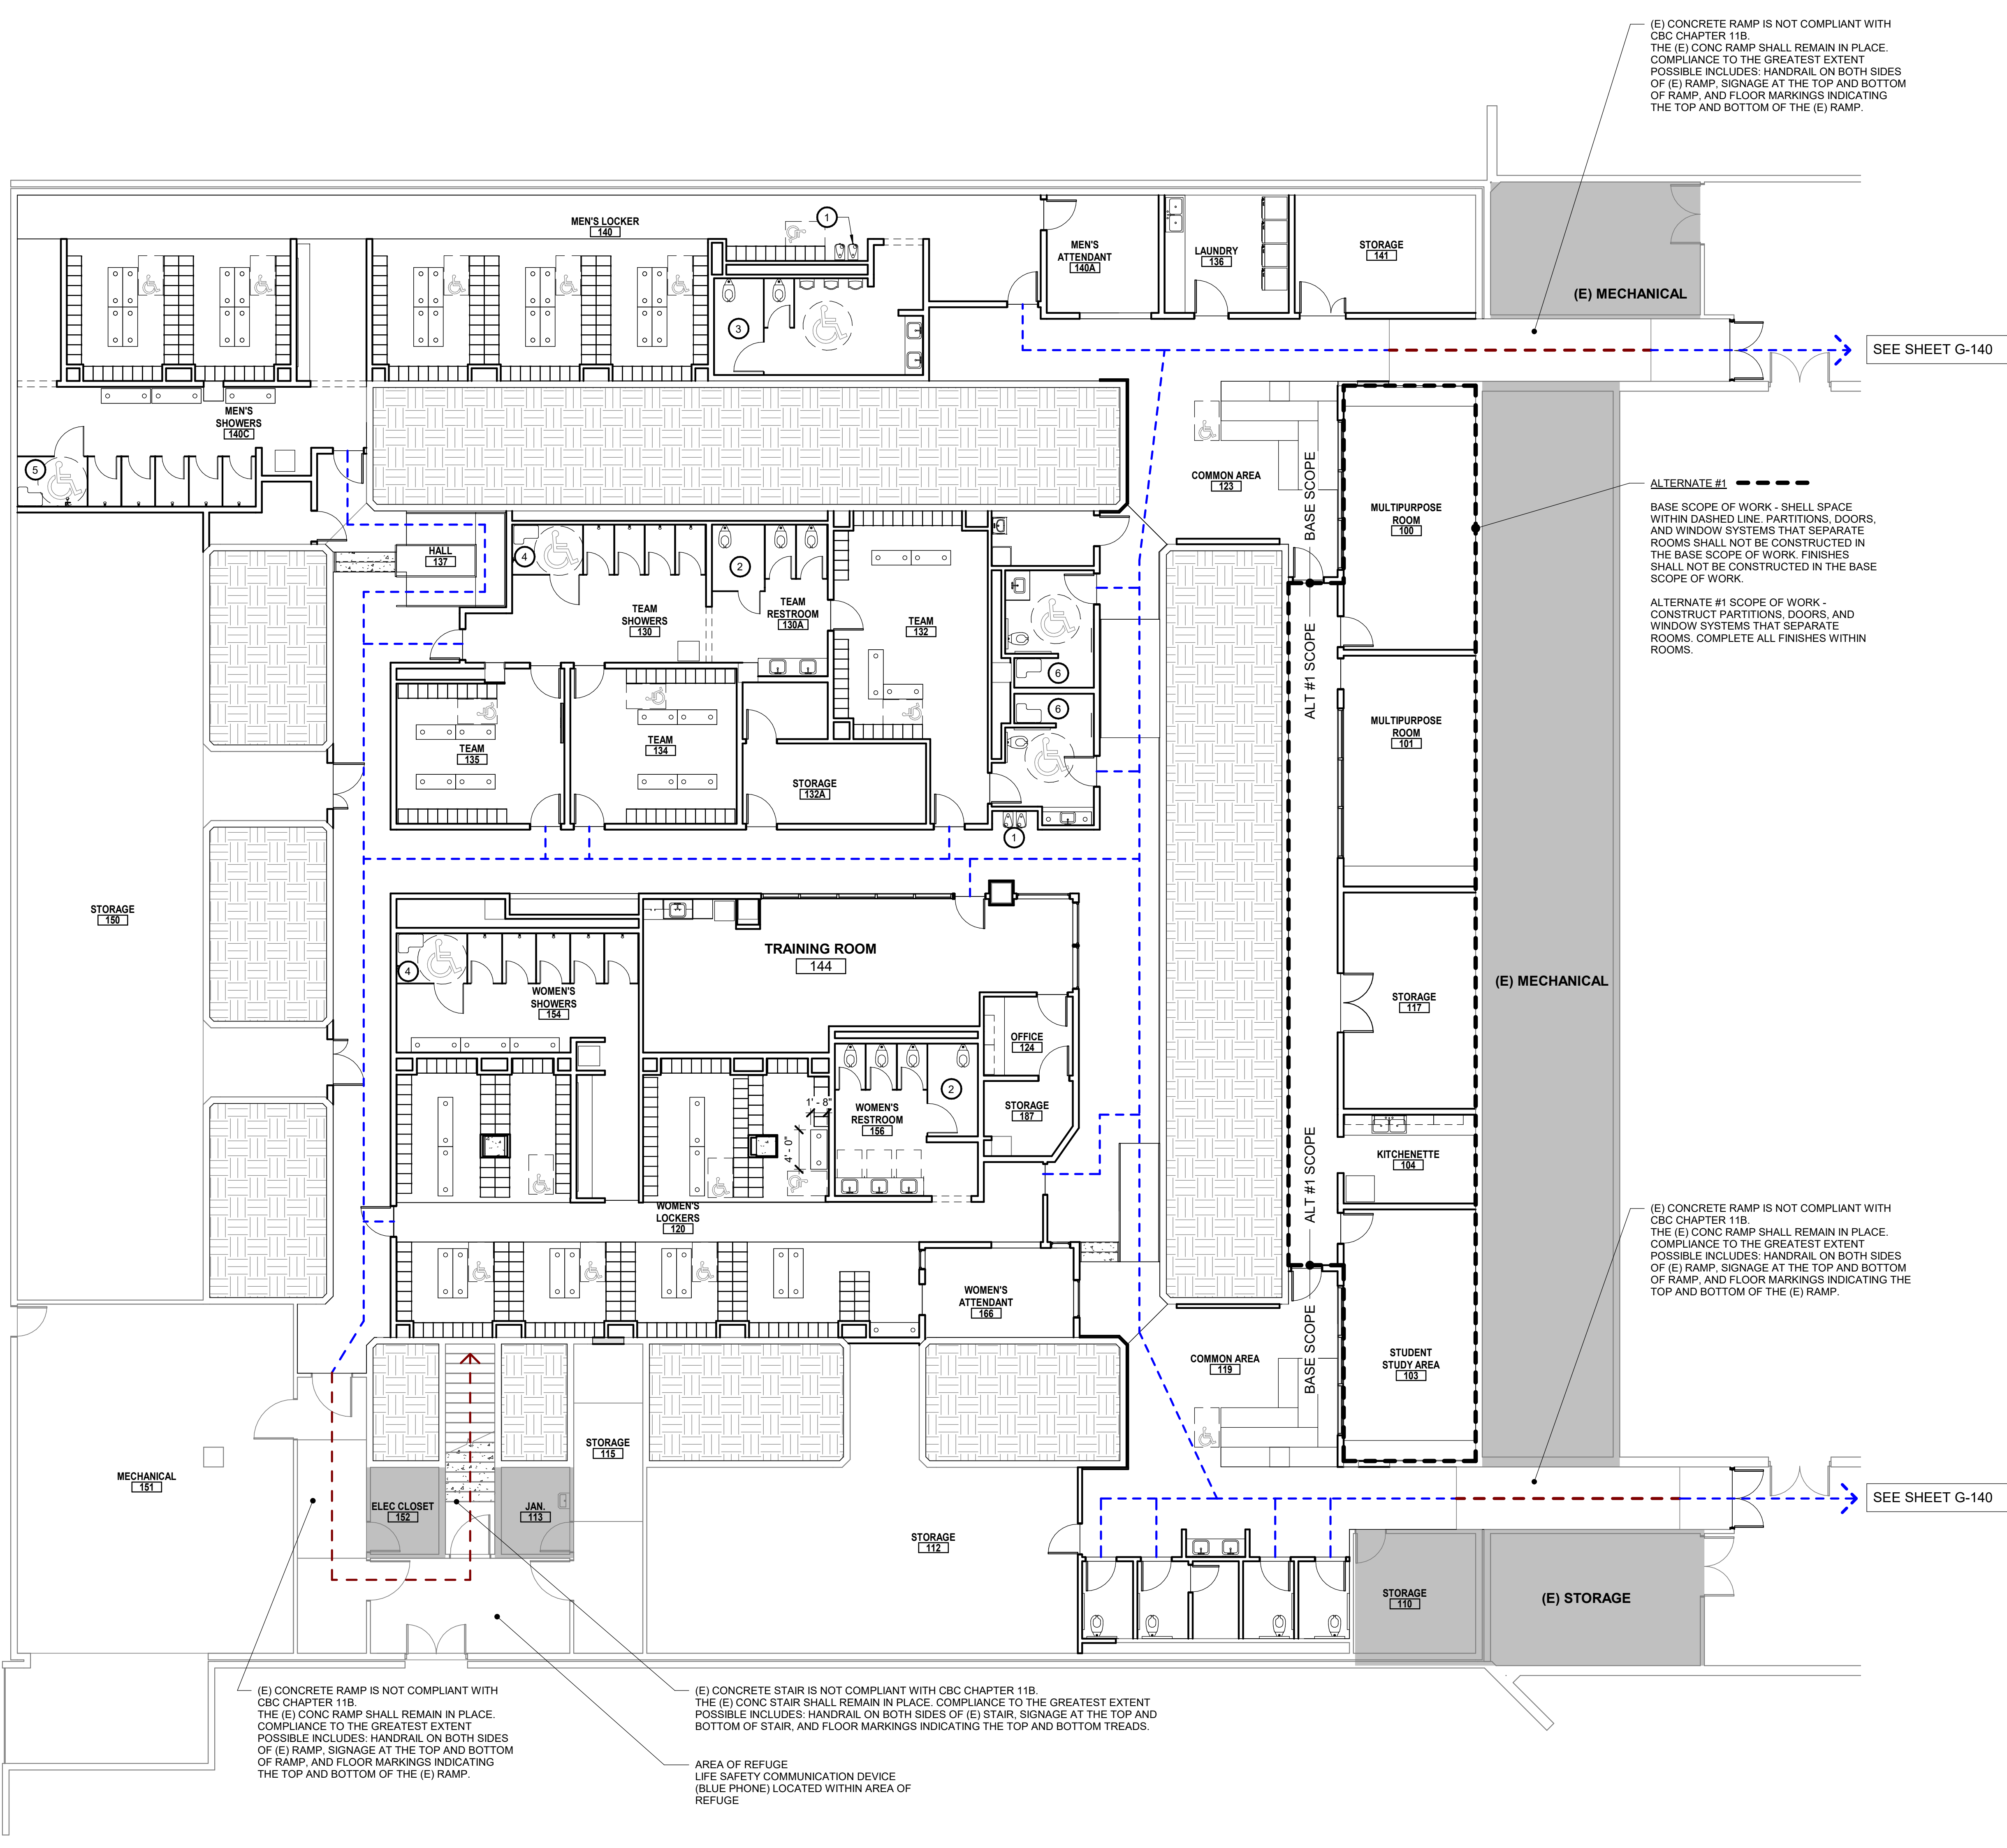 (E) CONCRETE RAMP IS NOT COMPLIANT WITH
CBC CHAPTER 11B.
THE (E) CONC RAMP SHALL REMAIN IN PLACE.
COMPLIANCE TO THE GREATEST EXTENT
POSSIBLE INCLUDES: HANDRAIL ON BOTH SIDES
OF (E) RAMP, SIGNAGE AT THE TOP AND BOTTOM
OF RAMP, AND FLOOR MARKINGS INDICATING
THE TOP AND BOTTOM OF THE (E) RAMP.
MEN'S LOCKER
140
1
MEN'S
ATTENDANT
140A
LAUNDRY
136
STORAGE
141
(E) MECHANICAL
3
SEE SHEET G-140
MEN'S
SHOWERS
140C
5
COMMON AREA
123
BASE SCOPE
ALTERNATE #1
BASE SCOPE OF WORK - SHELL SPACE
WITHIN DASHED LINE. PARTITIONS, DOORS,
AND WINDOW SYSTEMS THAT SEPARATE
ROOMS SHALL NOT BE CONSTRUCTED IN
THE BASE SCOPE OF WORK. FINISHES
SHALL NOT BE CONSTRUCTED IN THE BASE
SCOPE OF WORK.
ALTERNATE #1 SCOPE OF WORK -
CONSTRUCT PARTITIONS, DOORS, AND
WINDOW SYSTEMS THAT SEPARATE
ROOMS. COMPLETE ALL FINISHES WITHIN
ROOMS.
MULTIPURPOSE
ROOM
100
HALL
137
4
2
TEAM
SHOWERS
130
TEAM
RESTROOM
130A
TEAM
132
6
6
ALT #1 SCOPE
MULTIPURPOSE
ROOM
101
TEAM
135
TEAM
134
STORAGE
132A
1
STORAGE
150
TRAINING ROOM
144
4
WOMEN'S
SHOWERS
154
STORAGE
117
(E) MECHANICAL
OFFICE
124
2
1' - 8"
4' - 0"
WOMEN'S
RESTROOM
156
STORAGE
187
KITCHENETTE
104
ALT #1 SCOPE
WOMEN'S
LOCKERS
120
(E) CONCRETE RAMP IS NOT COMPLIANT WITH
CBC CHAPTER 11B.
THE (E) CONC RAMP SHALL REMAIN IN PLACE.
COMPLIANCE TO THE GREATEST EXTENT
POSSIBLE INCLUDES: HANDRAIL ON BOTH SIDES
OF (E) RAMP, SIGNAGE AT THE TOP AND BOTTOM
OF RAMP, AND FLOOR MARKINGS INDICATING THE
TOP AND BOTTOM OF THE (E) RAMP.
WOMEN'S
ATTENDANT
166
COMMON AREA
119
BASE SCOPE
STUDENT
STUDY AREA
103
STORAGE
115
MECHANICAL
151
ELEC CLOSET
152
JAN.
113
STORAGE
112
SEE SHEET G-140
STORAGE
110
(E) STORAGE
(E) CONCRETE RAMP IS NOT COMPLIANT WITH
CBC CHAPTER 11B.
THE (E) CONC RAMP SHALL REMAIN IN PLACE.
COMPLIANCE TO THE GREATEST EXTENT
POSSIBLE INCLUDES: HANDRAIL ON BOTH SIDES
OF (E) RAMP, SIGNAGE AT THE TOP AND BOTTOM
OF RAMP, AND FLOOR MARKINGS INDICATING
THE TOP AND BOTTOM OF THE (E) RAMP.
(E) CONCRETE STAIR IS NOT COMPLIANT WITH CBC CHAPTER 11B.
THE (E) CONC STAIR SHALL REMAIN IN PLACE. COMPLIANCE TO THE GREATEST EXTENT
POSSIBLE INCLUDES: HANDRAIL ON BOTH SIDES OF (E) STAIR, SIGNAGE AT THE TOP AND
BOTTOM OF STAIR, AND FLOOR MARKINGS INDICATING THE TOP AND BOTTOM TREADS.
AREA OF REFUGE
LIFE SAFETY COMMUNICATION DEVICE
(BLUE PHONE) LOCATED WITHIN AREA OF
REFUGE